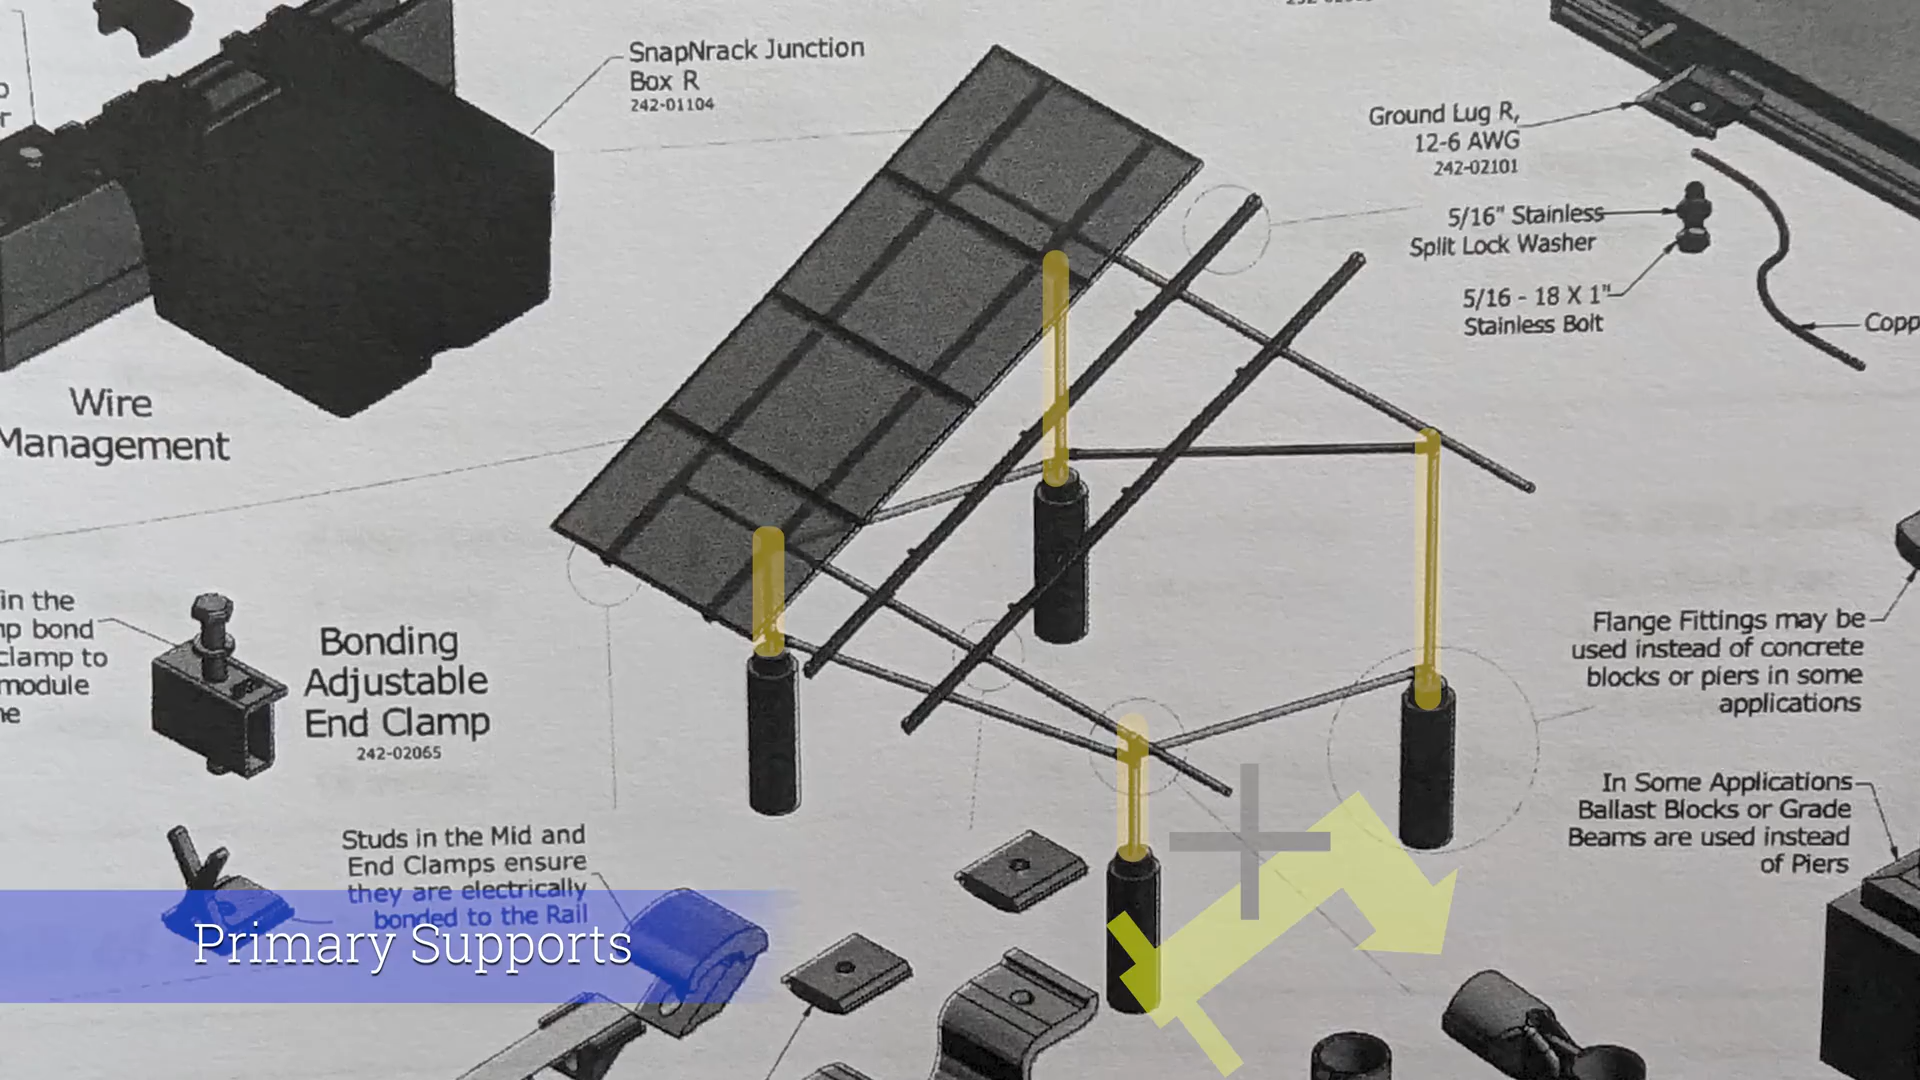 SnapNrack Junction
Box R
242-01104
Ground Lug R,
12-6 AWG
242-02101
5/16" Stainless
Split Lock Washer
5/16 - 18 X 1"
Stainless Bolt
Wire
Management
in the
bond
clamp to
module
Bonding
Adjustable
End Clamp
242-02065
Flange Fittings may be
used instead of concrete
blocks or piers in some
applications
In Some Applications
Ballast Blocks or Grade
Beams are used instead
of Piers
Studs in the Mid and
End Clamps ensure
they are electrically
bonded to the Rail
Primary Supports